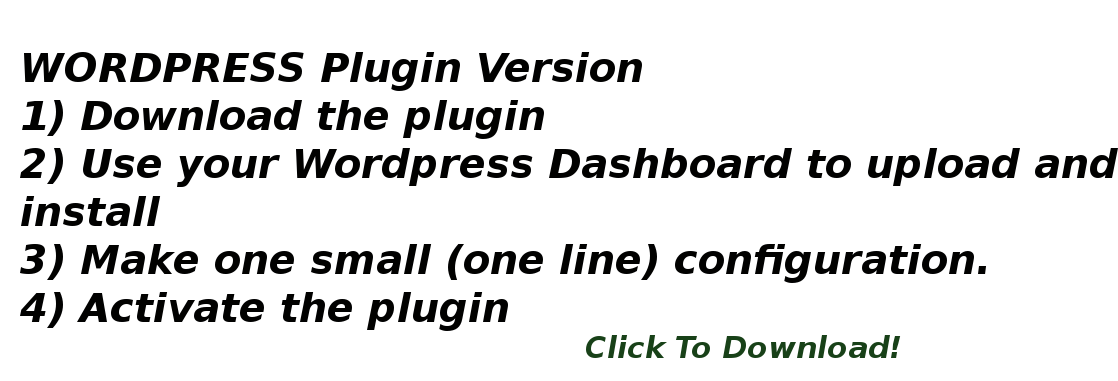 WORDPRESS Plugin Version
1) Download the plugin
2) Use your Wordpress Dashboard to upload and
install
3) Make one small (one line) configuration.
4) Activate the plugin
Click To Download!